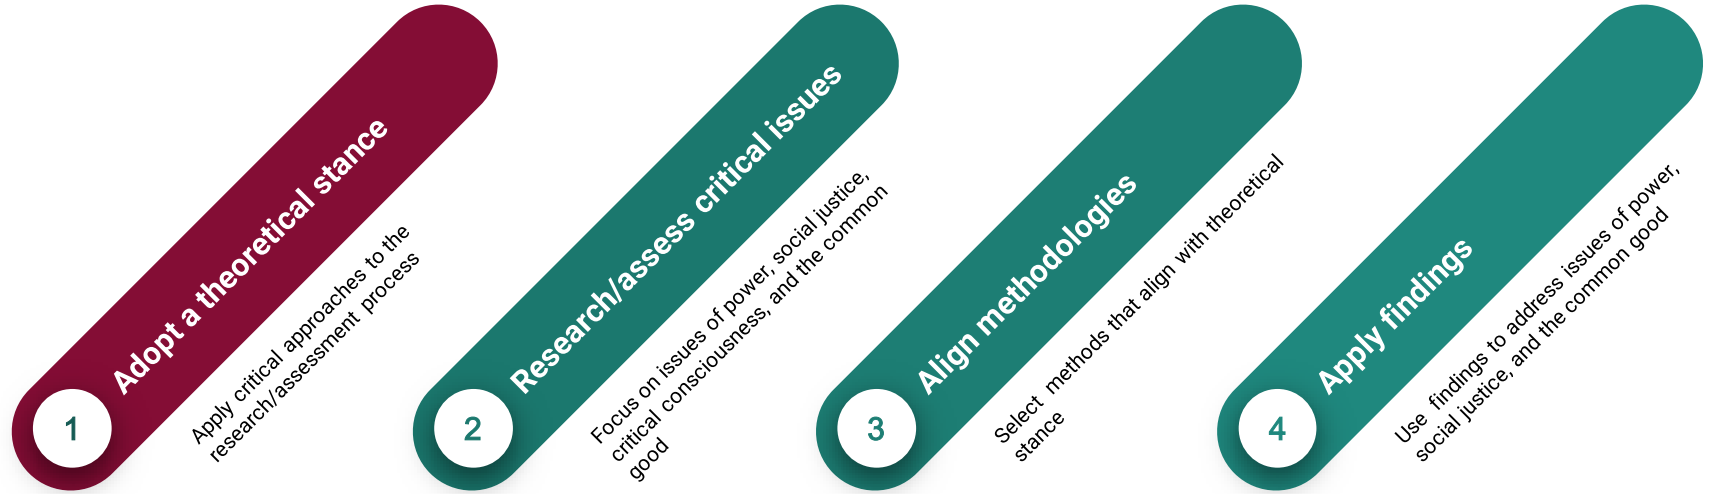 1
Adopt a theoretical stance
Apply critical approaches to the
research/assessment process
2
Research/assess critical issues
Focus on issues of power, social justice,
critical consciousness, and the common
good
3
Align methodologies
Select methods that align with theoretical
stance
4
Apply findings
Use findings to address issues of power,
social justice, and the common good